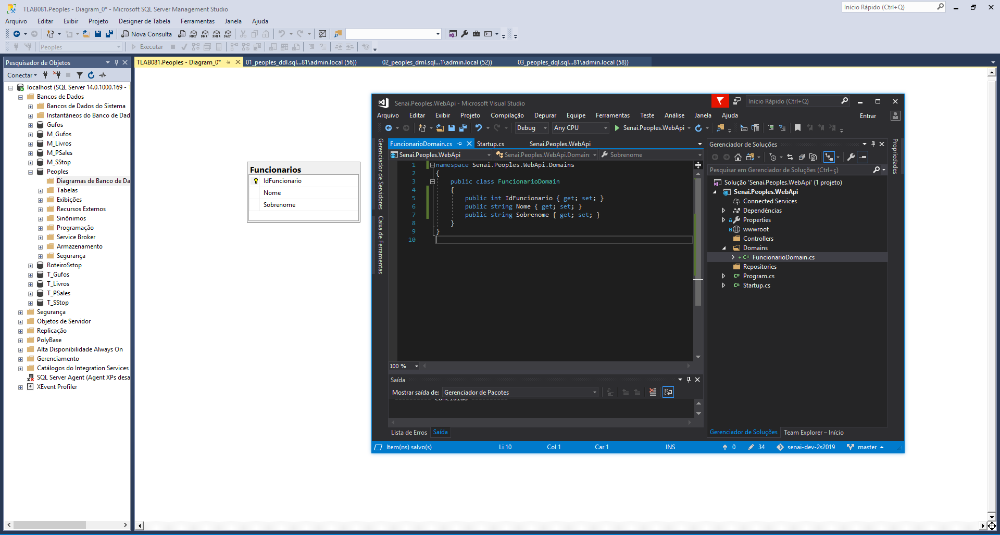 TLAB081.Peoples - Diagram_0* - Microsoft SQL Server Management Studio
Início Rápido (Ctrl+Q)
Arquivo Editar Exibir Projeto Designer de Tabela Ferramentas Janela Ajuda
Nova Consulta
MDX DMX XMLA DAX
Peoples
Executar
Pesquisador de Objetos
TLAB081.Peoples - Diagram_0*
01_peoples_ddl.sql...81\admin.local (56))
02_peoples_dml.sql...1\admin.local (52))
03_peoples_dql.sql...81\admin.local (58))
Conectar
localhost (SQL Server 14.0.1000.169 -
Bancos de Dados
Bancos de Dados do Sistema
Instantâneos do Banco de Dad
Gufos
M_Gufos
M_Livros
M_PSales
M_SStop
Peoples
Diagramas de Banco de Da
Tabelas
Exibições
Recursos Externos
Sinônimos
Programação
Service Broker
Armazenamento
Segurança
RoteiroSstop
T_Gufos
T_Livros
T_PSales
T_SStop
Segurança
Objetos de Servidor
Replicação
PolyBase
Alta Disponibilidade Always On
Gerenciamento
Catálogos do Integration Services
SQL Server Agent (Agent XPs desa
XEvent Profiler
Funcionarios
IdFuncionario
Nome
Sobrenome
Senai.Peoples.WebApi - Microsoft Visual Studio
Início Rápido (Ctrl+Q)
Arquivo Editar Exibir Projeto Compilação Depurar Equipe Ferramentas Teste Análise Janela Ajuda
Entrar
Debug
Any CPU
Senai.Peoples.WebApi
Gerenciador de Servidores
Caixa de Ferramentas
FuncionarioDomain.cs
Startup.cs
Senai.Peoples.WebApi
Senai.Peoples.WebApi
Senai.Peoples.WebApi.Domain
Sobrenome
1 namespace Senai.Peoples.WebApi.Domains
2 {
3 public class FuncionarioDomain
4 {
5 public int IdFuncionario { get; set; }
6 public string Nome { get; set; }
7 public string Sobrenome { get; set; }
8 }
9 }
10
100 %
Saída
Mostrar saída de: Gerenciador de Pacotes
========== Concluído ==========
Lista de Erros
Saída
Gerenciador de Soluções
Pesquisar em Gerenciador de Soluções (Ctrl+ç)
Solução 'Senai.Peoples.WebApi' (1 projeto)
Senai.Peoples.WebApi
Connected Services
Dependências
Properties
wwwroot
Controllers
Domains
C# FuncionarioDomain.cs
Repositories
C# Program.cs
C# Startup.cs
Gerenciador de Soluções
Team Explorer – Início
Propriedades
Item(ns) salvo(s)
Li 10
Col 1
Car 1
INS
0
34
senai-dev-2s2019
master